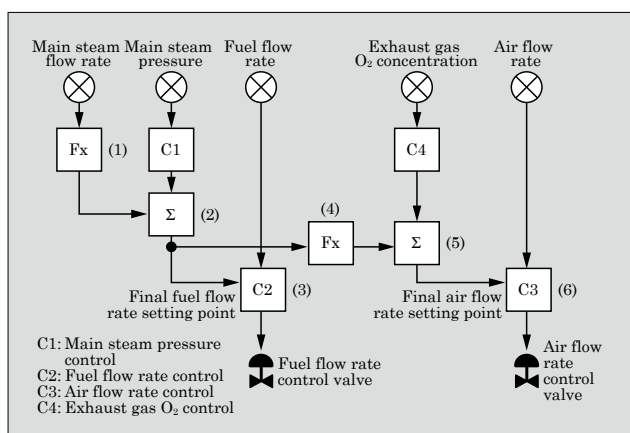 Main steam
flow rate
Main steam
pressure
Fuel flow
rate
Exhaust gas
O₂ concentration
Air flow
rate
Fx
(1)
C1
C4
Σ
(2)
(4)
Fx
Σ
(5)
C2
(3)
C3
(6)
Final fuel flow
rate setting point
Final air flow
rate setting point
Fuel flow rate
control valve
Air flow
rate
control
valve
C1: Main steam pressure
control
C2: Fuel flow rate control
C3: Air flow rate control
C4: Exhaust gas O₂ control